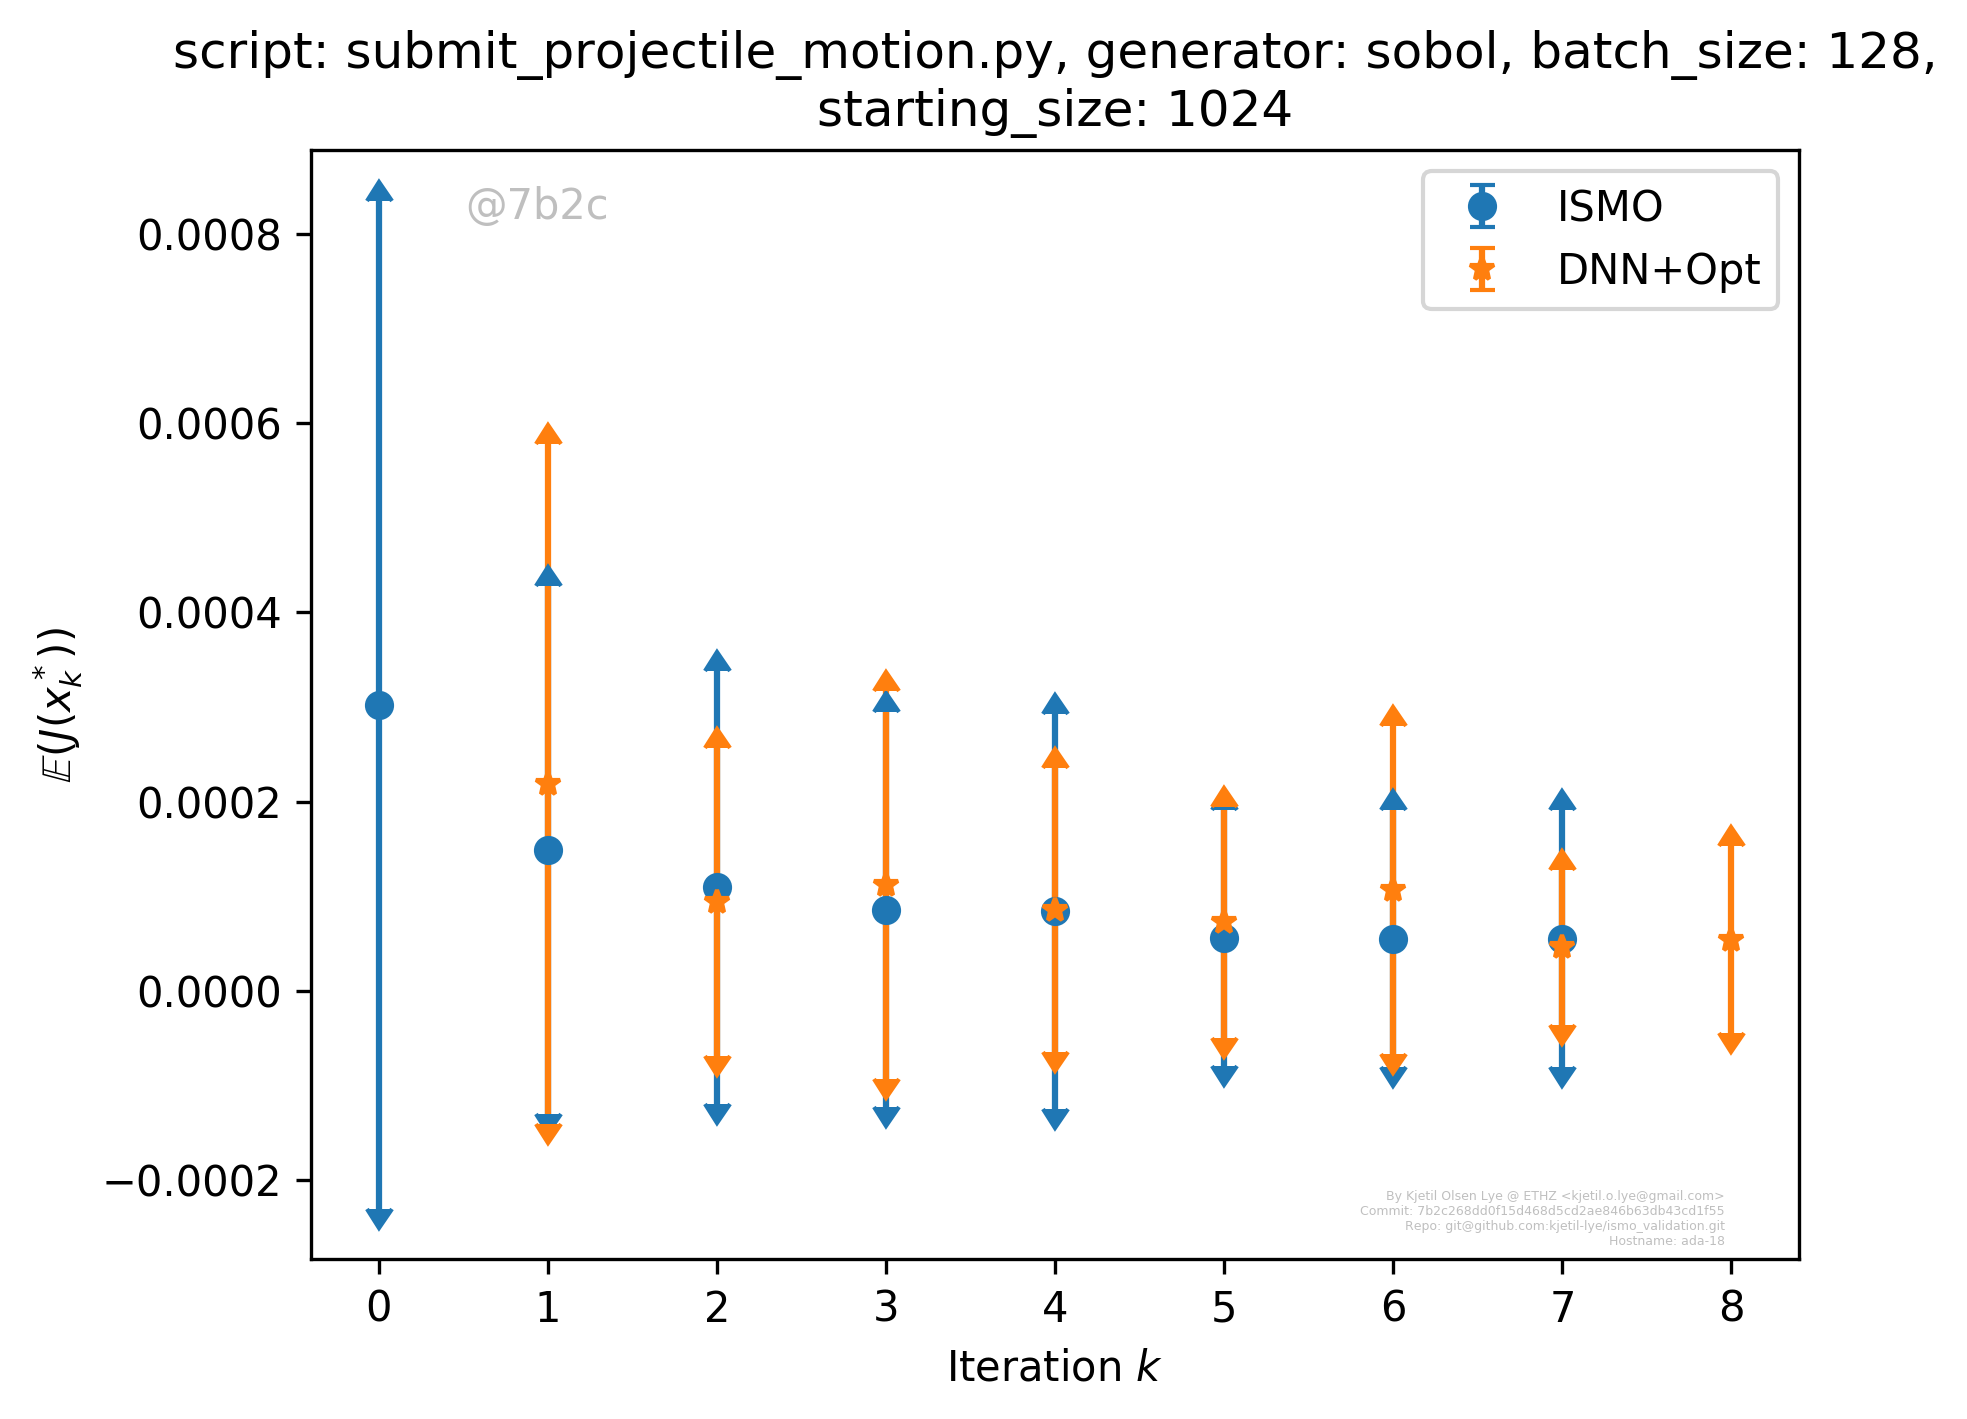 script: submit_projectile_motion.py, generator: sobol, batch_size: 128,
starting_size: 1024
@7b2c
ISMO
DNN+Opt
0.0008
0.0006
0.0004
0.0002
0.0000
−0.0002
𝔼(J(x*k))
By Kjetil Olsen Lye @ ETHZ <kjetil.o.lye@gmail.com>
Commit: 7b2c268dd0f15d468d5cd2ae846b63db43cd1f55
Repo: git@github.com:kjetil-lye/ismo_validation.git
Hostname: ada-18
0 1 2 3 4 5 6 7 8
Iteration k